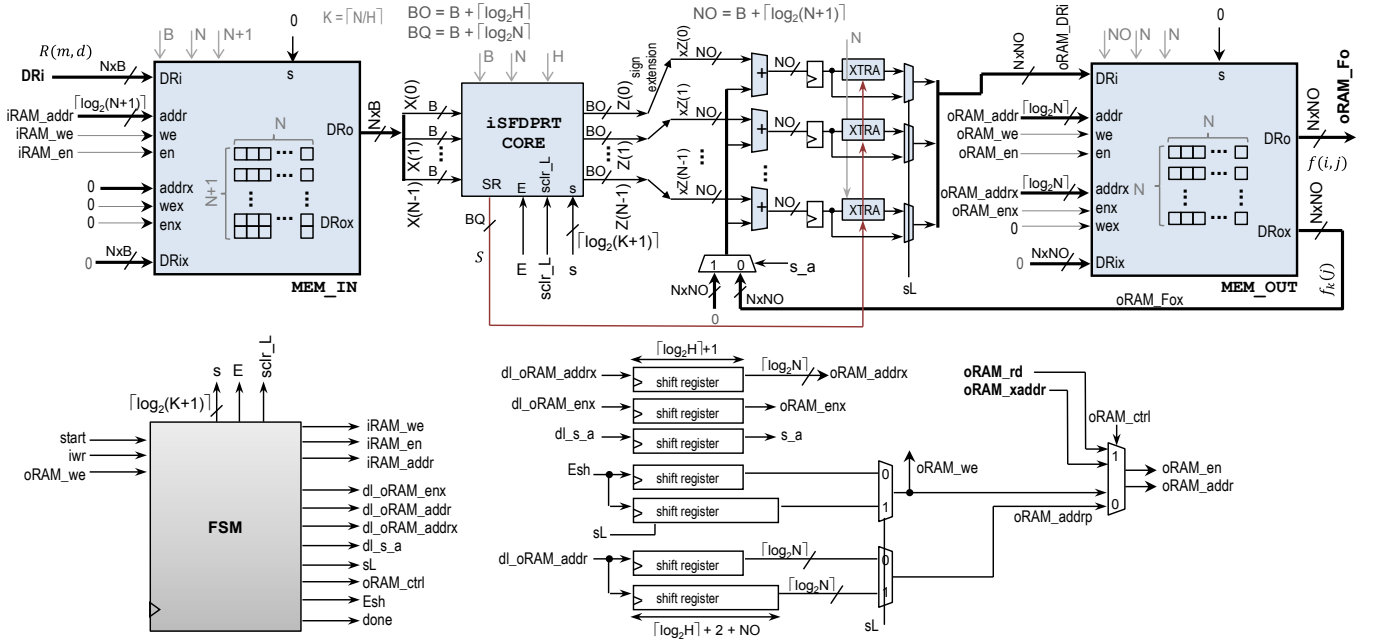 K = ⌈N/H⌉
BO = B + ⌈log2H⌉
BQ = B + ⌈log2N⌉
NO = B + ⌈log2(N+1)⌉
R(m, d)
DRi
NxB
B
N
N+1
0
s
DRi
iRAM_addr
⌈log2(N+1)⌉
addr
iRAM_we
we
iRAM_en
en
0
addrx
0
wex
0
enx
0
NxB
DRix
N
N+1
DRo
DRox
MEM_IN
NxB
X(0)
X(1)
X(N-1)
B
B
B
B
N
H
iSFDPRT
CORE
SR
E
sclr_L
s
BQ
S
E
sclr_L
s
⌈log2(K+1)⌉
BO
BO
BO
Z(0)
Z(1)
Z(N-1)
sign
extension
xZ(0)
xZ(1)
xZ(N-1)
NO
NO
NO
+
+
+
NO
NO
NO
N
XTRA
XTRA
XTRA
sL
1
0
s_a
NxNO
NxNO
0
oRAM_Fox
NxNO
oRAM_DRi
NO
N
N
0
s
DRi
oRAM_addr
⌈log2N⌉
addr
oRAM_we
we
oRAM_en
en
oRAM_addrx
⌈log2N⌉
addrx
oRAM_enx
enx
0
wex
0
NxNO
DRix
N
N
DRo
DRox
MEM_OUT
NxNO
oRAM_Fo
f(i, j)
NxNO
fk(j)
s
E
sclr_L
⌈log2(K+1)⌉
start
iwr
oRAM_we
FSM
iRAM_we
iRAM_en
iRAM_addr
dl_oRAM_enx
dl_oRAM_addr
dl_oRAM_addrx
dl_s_a
sL
oRAM_ctrl
Esh
done
⌈log2H⌉+1
dl_oRAM_addrx
shift register
⌈log2N⌉
oRAM_addrx
dl_oRAM_enx
shift register
oRAM_enx
dl_s_a
shift register
s_a
Esh
shift register
shift register
sL
0
1
oRAM_we
dl_oRAM_addr
shift register
⌈log2N⌉
shift register
⌈log2N⌉
0
1
sL
⌈log2H⌉ + 2 + NO
oRAM_rd
oRAM_xaddr
oRAM_ctrl
1
0
oRAM_addrp
oRAM_en
oRAM_addr